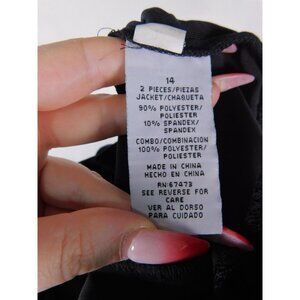 14
2 PIECES/PIEZAS
JACKET/CHAQUETA
90% POLYESTER/
POLIESTER
10% SPANDEX/
SPANDEX
COMBO/COMBINACION
100% POLYESTER/
POLIESTER
MADE IN CHINA
HECHO EN CHINA
RN:67473
SEE REVERSE FOR
CARE
VER AL DORSO
PARA CUIDADO